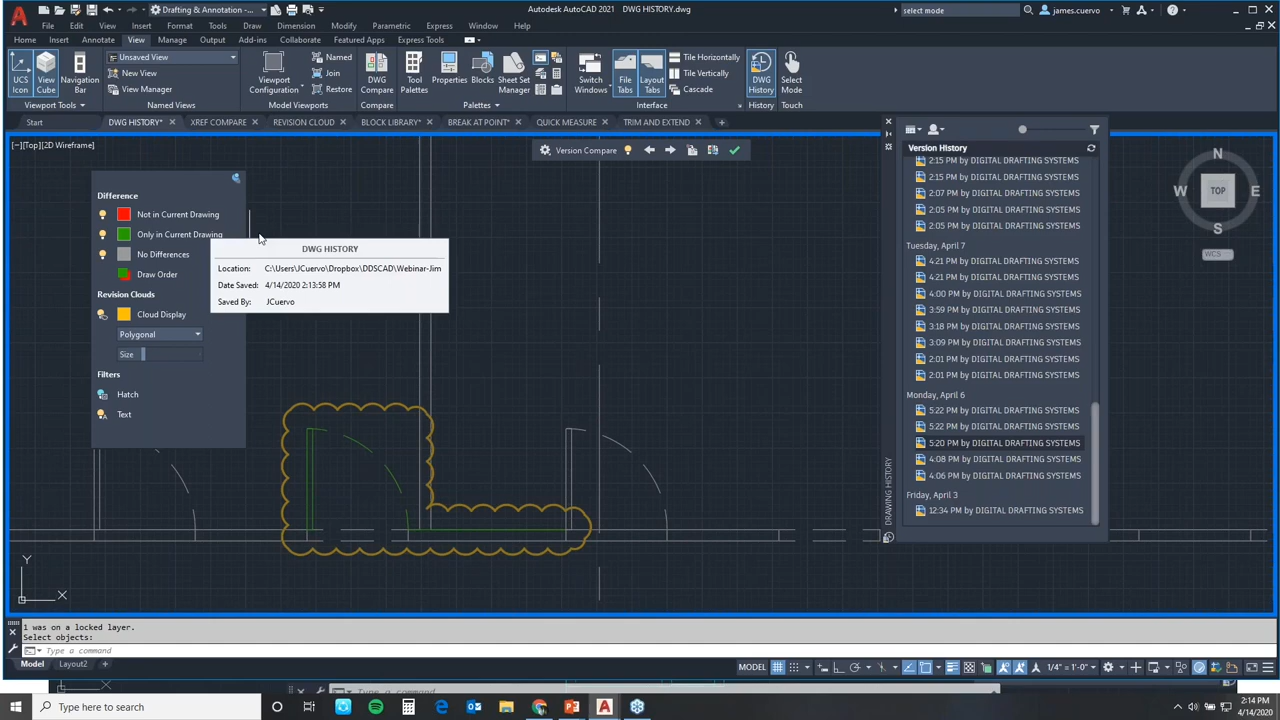 Drafting & Annotation
Autodesk AutoCAD 2021 DWG HISTORY.dwg
select mode
james.cuervo
File Edit View Insert Format Tools Draw Dimension Modify Parametric Express Window Help
Home Insert Annotate View Manage Output Add-ins Collaborate Featured Apps Express Tools
UCS Icon
View Cube
Navigation Bar
Viewport Tools
Unsaved View
New View
View Manager
Named Views
Viewport Configuration
Named
Join
Restore
Model Viewports
DWG Compare
Compare
Tool Palettes
Properties
Blocks
Sheet Set Manager
Palettes
Switch Windows
File Tabs
Layout Tabs
Tile Horizontally
Tile Vertically
Cascade
Interface
DWG History
History
Select Mode
Touch
Start DWG HISTORY* XREF COMPARE REVISION CLOUD BLOCK LIBRARY* BREAK AT POINT* QUICK MEASURE TRIM AND EXTEND
[−][Top][2D Wireframe]
Version Compare
Difference
Not in Current Drawing
Only in Current Drawing
No Differences
Draw Order
Revision Clouds
Cloud Display
Polygonal
Size
Filters
Hatch
Text
DWG HISTORY
Location: C:\Users\JCuervo\Dropbox\DDSCAD\Webinar-Jim
Date Saved: 4/14/2020 2:13:58 PM
Saved By: JCuervo
Version History
2:15 PM by DIGITAL DRAFTING SYSTEMS
2:15 PM by DIGITAL DRAFTING SYSTEMS
2:07 PM by DIGITAL DRAFTING SYSTEMS
2:05 PM by DIGITAL DRAFTING SYSTEMS
2:05 PM by DIGITAL DRAFTING SYSTEMS
Tuesday, April 7
4:21 PM by DIGITAL DRAFTING SYSTEMS
4:21 PM by DIGITAL DRAFTING SYSTEMS
4:00 PM by DIGITAL DRAFTING SYSTEMS
3:59 PM by DIGITAL DRAFTING SYSTEMS
3:18 PM by DIGITAL DRAFTING SYSTEMS
3:09 PM by DIGITAL DRAFTING SYSTEMS
2:01 PM by DIGITAL DRAFTING SYSTEMS
2:01 PM by DIGITAL DRAFTING SYSTEMS
Monday, April 6
5:22 PM by DIGITAL DRAFTING SYSTEMS
5:22 PM by DIGITAL DRAFTING SYSTEMS
5:20 PM by DIGITAL DRAFTING SYSTEMS
4:08 PM by DIGITAL DRAFTING SYSTEMS
4:06 PM by DIGITAL DRAFTING SYSTEMS
Friday, April 3
12:34 PM by DIGITAL DRAFTING SYSTEMS
DRAWING HISTORY
N
W TOP E
S
WCS
Y
X
1 was on a locked layer.
Select objects:
Type a command
Model Layout2
MODEL 1/4" = 1'-0"
Type a command
Type here to search
2:14 PM
4/14/2020